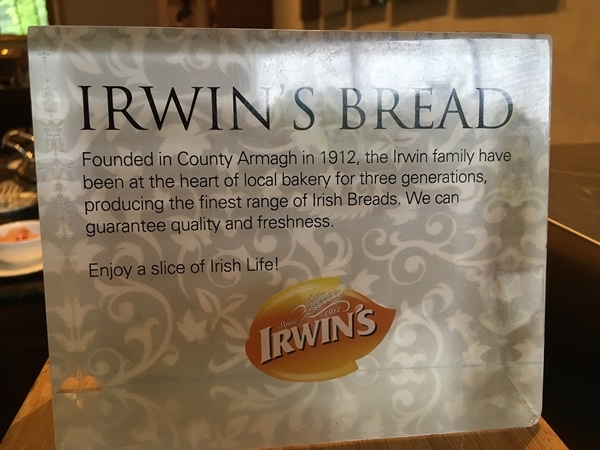 IRWIN'S BREAD
Founded in County Armagh in 1912, the Irwin family have
been at the heart of local bakery for three generations,
producing the finest range of Irish Breads. We can
guarantee quality and freshness.
Enjoy a slice of Irish Life!
Since 1912
IRWIN'S